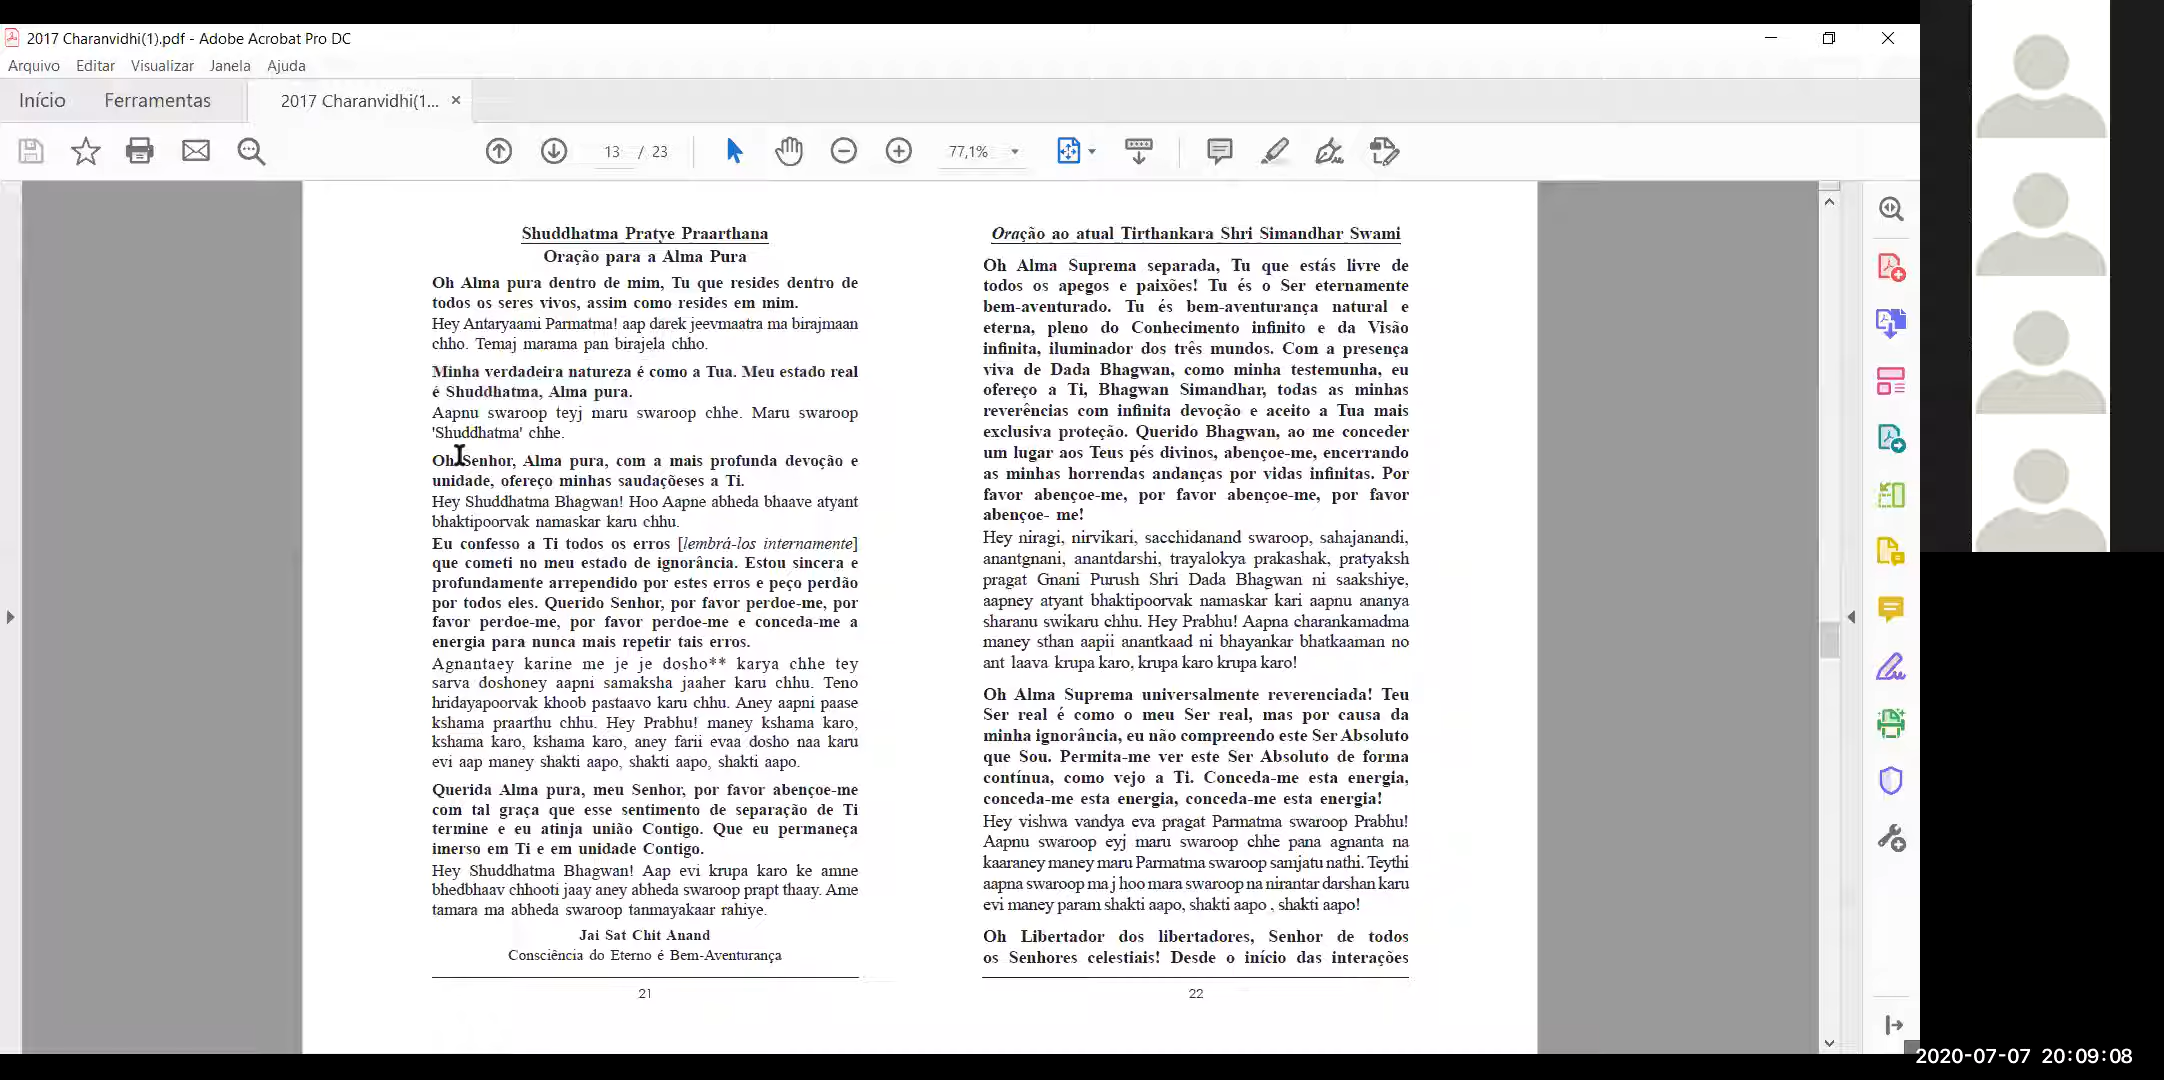 2017 Charanvidhi(1).pdf - Adobe Acrobat Pro DC
Arquivo Editar Visualizar Janela Ajuda
Início Ferramentas 2017 Charanvidhi(1... ×
13 / 23 77,1%
Shuddhatma Pratye Praarthana
Oração para a Alma Pura
Oh Alma pura dentro de mim, Tu que resides dentro de
todos os seres vivos, assim como resides em mim.
Hey Antaryaami Parmatma! aap darek jeevmaatra ma birajmaan
chho. Temaj marama pan birajela chho.
Minha verdadeira natureza é como a Tua. Meu estado real
é Shuddhatma, Alma pura.
Aapnu swaroop teyj maru swaroop chhe. Maru swaroop
'Shuddhatma' chhe.
Oh Senhor, Alma pura, com a mais profunda devoção e
unidade, ofereço minhas saudaçõeses a Ti.
Hey Shuddhatma Bhagwan! Hoo Aapne abheda bhaave atyant
bhaktipoorvak namaskar karu chhu.
Eu confesso a Ti todos os erros [lembrá-los internamente]
que cometi no meu estado de ignorância. Estou sincera e
profundamente arrependido por estes erros e peço perdão
por todos eles. Querido Senhor, por favor perdoe-me, por
favor perdoe-me, por favor perdoe-me e conceda-me a
energia para nunca mais repetir tais erros.
Agnantaey karine me je je dosho** karya chhe tey
sarva doshoney aapni samaksha jaaher karu chhu. Teno
hridayapoorvak khoob pastaavo karu chhu. Aney aapni paase
kshama praarthu chhu. Hey Prabhu! maney kshama karo,
kshama karo, kshama karo, aney farii evaa dosho naa karu
evi aap maney shakti aapo, shakti aapo, shakti aapo.
Querida Alma pura, meu Senhor, por favor abençoe-me
com tal graça que esse sentimento de separação de Ti
termine e eu atinja união Contigo. Que eu permaneça
imerso em Ti e em unidade Contigo.
Hey Shuddhatma Bhagwan! Aap evi krupa karo ke amne
bhedbhaav chhooti jaay aney abheda swaroop prapt thaay. Ame
tamara ma abheda swaroop tanmayakaar rahiye.
Jai Sat Chit Anand
Consciência do Eterno é Bem-Aventurança
21
Oração ao atual Tirthankara Shri Simandhar Swami
Oh Alma Suprema separada, Tu que estás livre de
todos os apegos e paixões! Tu és o Ser eternamente
bem-aventurado. Tu és bem-aventurança natural e
eterna, pleno do Conhecimento infinito e da Visão
infinita, iluminador dos três mundos. Com a presença
viva de Dada Bhagwan, como minha testemunha, eu
ofereço a Ti, Bhagwan Simandhar, todas as minhas
reverências com infinita devoção e aceito a Tua mais
exclusiva proteção. Querido Bhagwan, ao me conceder
um lugar aos Teus pés divinos, abençoe-me, encerrando
as minhas horrendas andanças por vidas infinitas. Por
favor abençoe-me, por favor abençoe-me, por favor
abençoe- me!
Hey niragi, nirvikari, sacchidanand swaroop, sahajanandi,
anantgnani, anantdarshi, trayalokya prakashak, pratyaksh
pragat Gnani Purush Shri Dada Bhagwan ni saakshiye,
aapney atyant bhaktipoorvak namaskar kari aapnu ananya
sharanu swikaru chhu. Hey Prabhu! Aapna charankamadma
maney sthan aapii anantkaad ni bhayankar bhatkaaman no
ant laava krupa karo, krupa karo krupa karo!
Oh Alma Suprema universalmente reverenciada! Teu
Ser real é como o meu Ser real, mas por causa da
minha ignorância, eu não compreendo este Ser Absoluto
que Sou. Permita-me ver este Ser Absoluto de forma
contínua, como vejo a Ti. Conceda-me esta energia,
conceda-me esta energia, conceda-me esta energia!
Hey vishwa vandya eva pragat Parmatma swaroop Prabhu!
Aapnu swaroop eyj maru swaroop chhe pana agnanta na
kaaraney maney maru Parmatma swaroop samjatu nathi. Teythi
aapna swaroop ma j hoo mara swaroop na nirantar darshan karu
evi maney param shakti aapo, shakti aapo , shakti aapo!
Oh Libertador dos libertadores, Senhor de todos
os Senhores celestiais! Desde o início das interações
22
2020-07-07 20:09:08